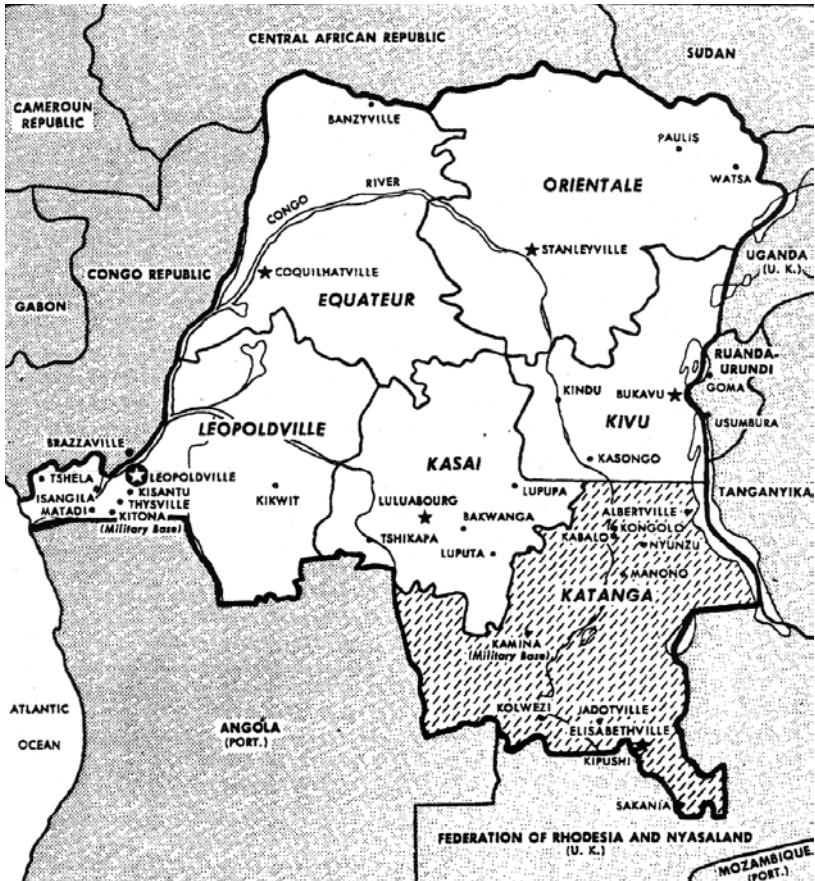 CENTRAL AFRICAN REPUBLIC
SUDAN
CAMEROUN
REPUBLIC
BANZYVILLE
PAULIS
WATSA
ORIENTALE
RIVER
CONGO
STANLEYVILLE
UGANDA
(U. K.)
CONGO REPUBLIC
COQUILHATVILLE
EQUATEUR
GABON
RUANDA-
URUNDI
GOMA
KINDU
BUKAVU
USUMBURA
KIVU
LEOPOLDVILLE
BRAZZAVILLE
KASAI
KASONGO
TSHELA
LEOPOLDVILLE
ISANGILA
KISANTU
MATADI
THYSVILLE
KITONA
(Military Base)
KIKWIT
LULUABOURG
LUPUPA
TANGANYIKA
BAKWANGA
ALBERTVILLE
KONGOLO
KABALO
NYUNZU
TSHIKAPA
LUPUTA
MANONO
KATANGA
KAMINA
(Military Base)
KOLWEZI
JADOTVILLE
ELISABETHVILLE
KIPUSHI
ATLANTIC
OCEAN
ANGOLA
(PORT.)
SAKANIA
FEDERATION OF RHODESIA AND NYASALAND
(U. K.)
MOZAMBIQUE
(PORT.)